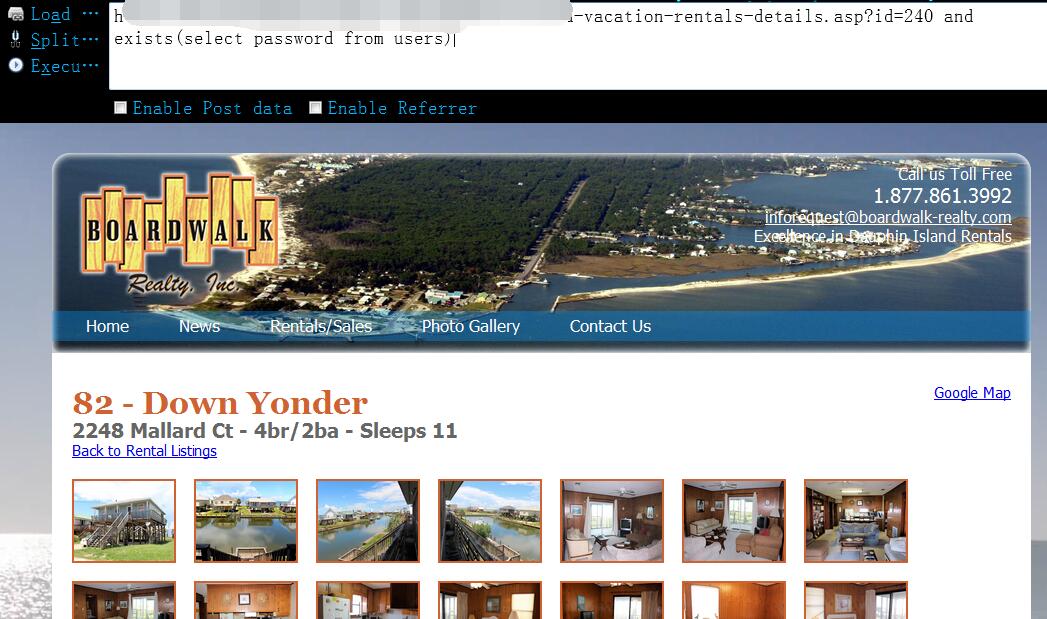 Load ...
Split...
Execu...
-vacation-rentals-details.asp?id=240 and
exists(select password from users)
Enable Post data
Enable Referrer
BOARDWALK
Realty, Inc.
Call us Toll Free
1.877.861.3992
inforequest@boardwalk-realty.com
Excellence in Dauphin Island Rentals
Home News Rentals/Sales Photo Gallery Contact Us
82 - Down Yonder
Google Map
2248 Mallard Ct - 4br/2ba - Sleeps 11
Back to Rental Listings